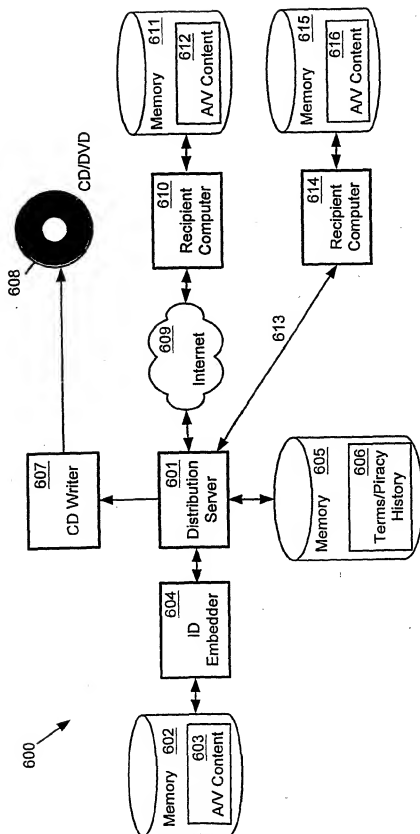 600
Memory 602
A/V Content
603
604
ID
Embedder
601
Distribution
Server
Memory 605
606
Terms/Piracy
History
607
CD Writer
608
CD/DVD
609
Internet
613
610
Recipient
Computer
Memory 611
612
A/V Content
614
Recipient
Computer
Memory 615
616
A/V Content